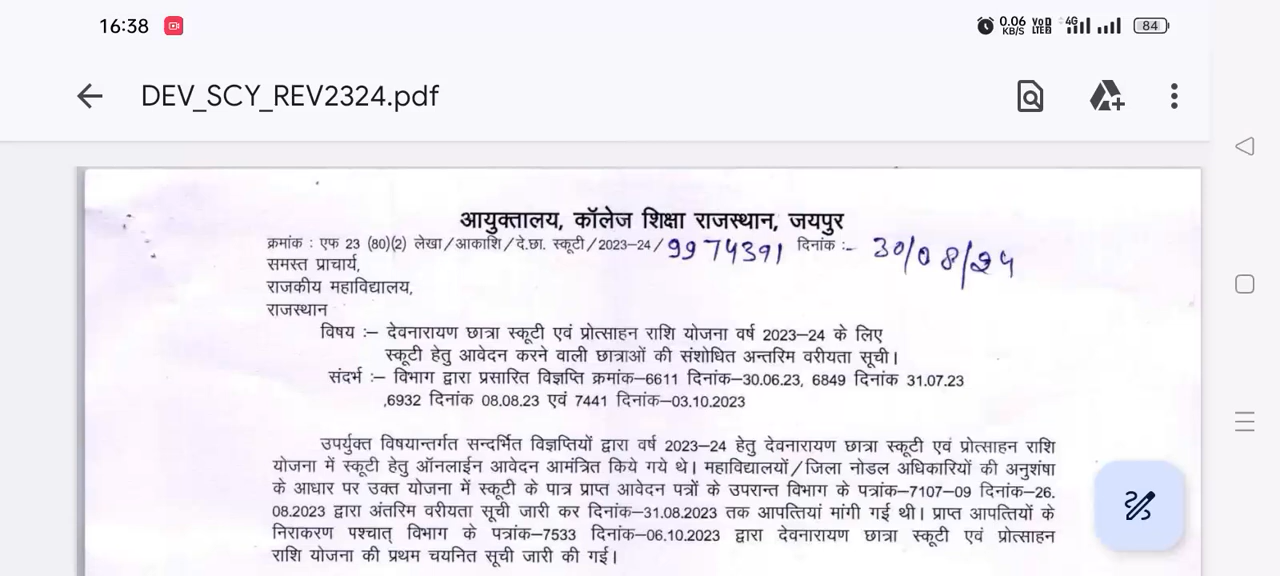 16:38
0.06 KB/S VoD LTE2 4G 84
DEV_SCY_REV2324.pdf
आयुक्तालय, कॉलेज शिक्षा राजस्थान, जयपुर
क्रमांक : एफ 23 (80)(2) लेखा/आकाशि/दे.छा. स्कूटी/2023-24/9974391 दिनांक :- 30/08/24
समस्त प्राचार्य,
राजकीय महाविद्यालय,
राजस्थान
विषय :– देवनारायण छात्रा स्कूटी एवं प्रोत्साहन राशि योजना वर्ष 2023–24 के लिए
स्कूटी हेतु आवेदन करने वाली छात्राओं की संशोधित अन्तरिम वरीयता सूची।
संदर्भ :– विभाग द्वारा प्रसारित विज्ञप्ति क्रमांक–6611 दिनांक–30.06.23, 6849 दिनांक 31.07.23
,6932 दिनांक 08.08.23 एवं 7441 दिनांक–03.10.2023
उपर्युक्त विषयान्तर्गत सन्दर्भित विज्ञप्तियों द्वारा वर्ष 2023–24 हेतु देवनारायण छात्रा स्कूटी एवं प्रोत्साहन राशि
योजना में स्कूटी हेतु ऑनलाईन आवेदन आमंत्रित किये गये थे। महाविद्यालयों/जिला नोडल अधिकारियों की अनुशंषा
के आधार पर उक्त योजना में स्कूटी के पात्र प्राप्त आवेदन पत्रों के उपरान्त विभाग के पत्रांक–7107–09 दिनांक–26.
08.2023 द्वारा अंतरिम वरीयता सूची जारी कर दिनांक–31.08.2023 तक आपत्तियां मांगी गई थी। प्राप्त आपत्तियों के
निराकरण पश्चात् विभाग के पत्रांक–7533 दिनांक–06.10.2023 द्वारा देवनारायण छात्रा स्कूटी एवं प्रोत्साहन
राशि योजना की प्रथम चयनित सूची जारी की गई।